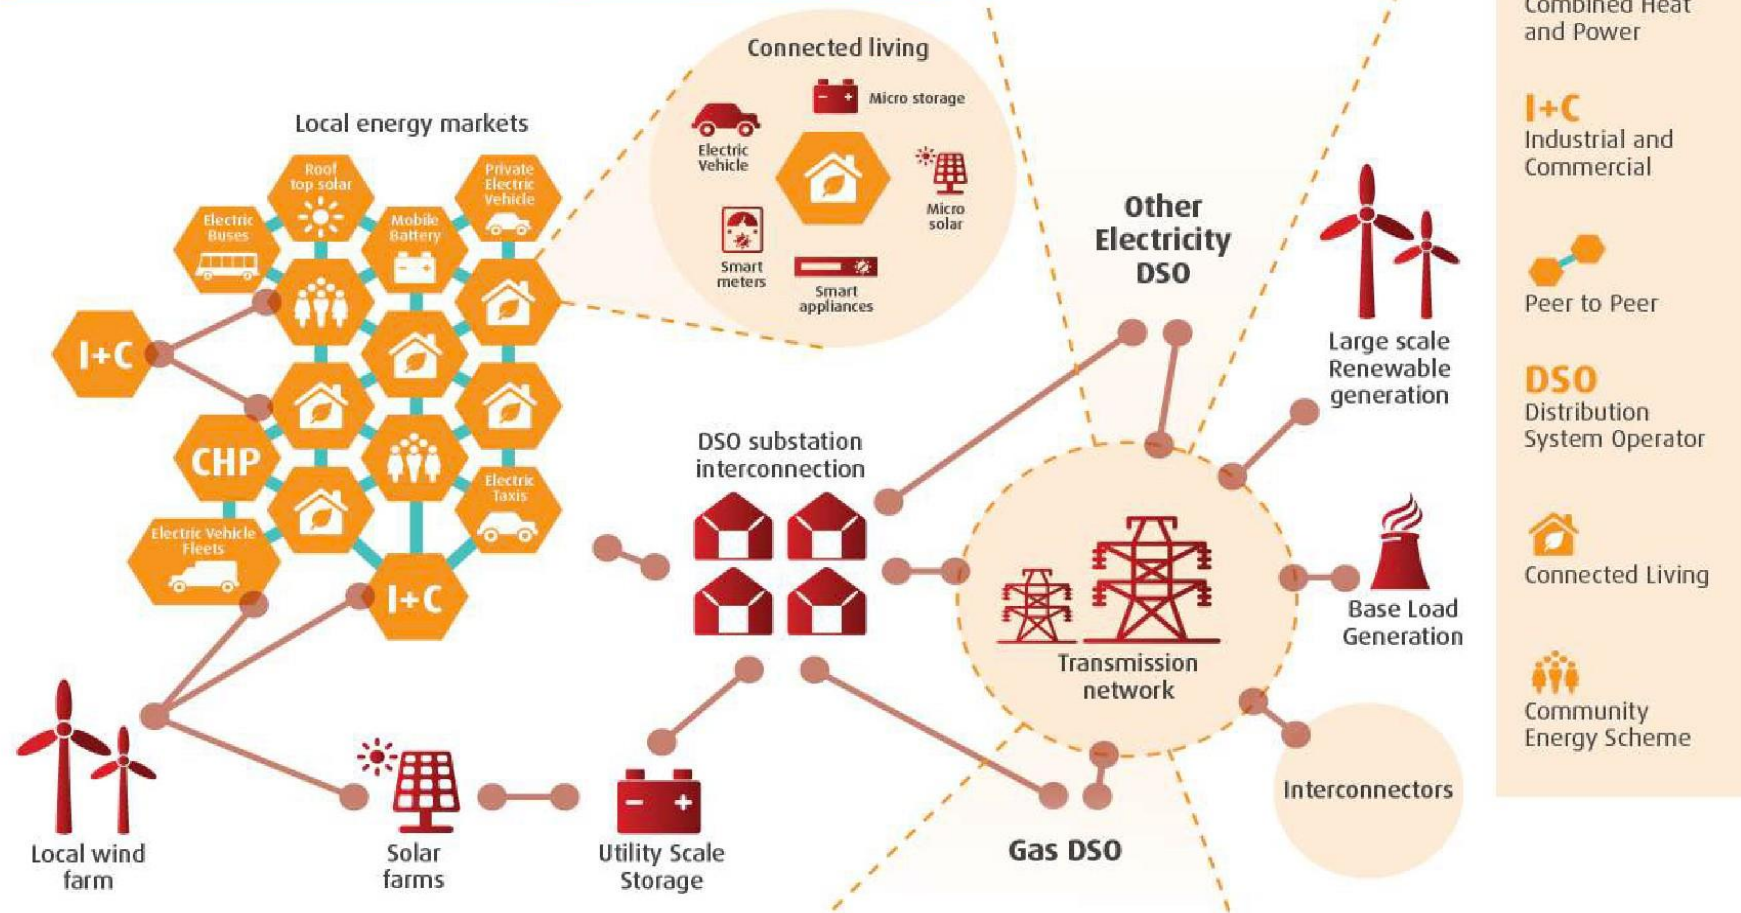 Connected living
Micro storage
Electric
Vehicle
Micro
solar
Smart
meters
Smart
appliances
Local energy markets
Roof
top solar
Private
Electric
Vehicle
Electric
Buses
Mobile
Battery
I+C
CHP
Electric
Taxis
Electric Vehicle
Fleets
I+C
Local wind
farm
Solar
farms
Utility Scale
Storage
DSO substation
interconnection
Other
Electricity
DSO
Large scale
Renewable
generation
Transmission
network
Base Load
Generation
Interconnectors
Gas DSO
Combined Heat
and Power
I+C
Industrial and
Commercial
Peer to Peer
DSO
Distribution
System Operator
Connected Living
Community
Energy Scheme